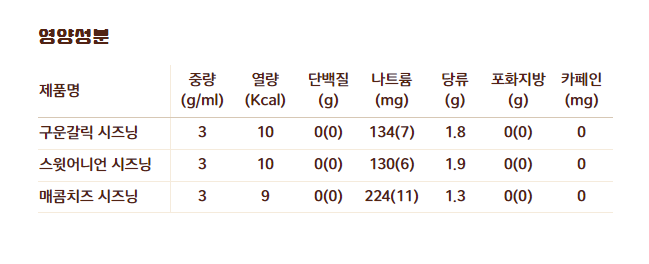 영양성분
제품명 중량 (g/ml) 열량 (Kcal) 단백질 (g) 나트륨 (mg) 당류 (g) 포화지방 (g) 카페인 (mg)
구운갈릭 시즈닝 3 10 0(0) 134(7) 1.8 0(0) 0
스윗어니언 시즈닝 3 10 0(0) 130(6) 1.9 0(0) 0
매콤치즈 시즈닝 3 9 0(0) 224(11) 1.3 0(0) 0